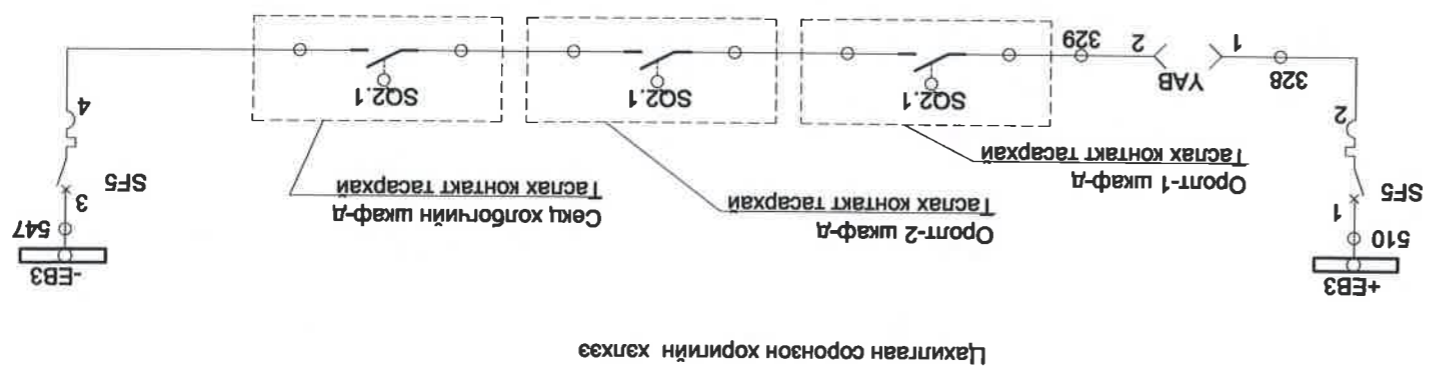 Цахилгаан соронзон хоригийн хэлхээ
+ЕВ3
-ЕВ3
510
547
1
3
SF5
SF5
2
4
Оролт-1 шкаф-д
Таслах контакт тасархай
Оролт-2 шкаф-д
Таслах контакт тасархай
Секц холбогчийн шкаф-д
Таслах контакт тасархай
328
1
YAB
2
329
SQ2.1
SQ2.1
SQ2.1